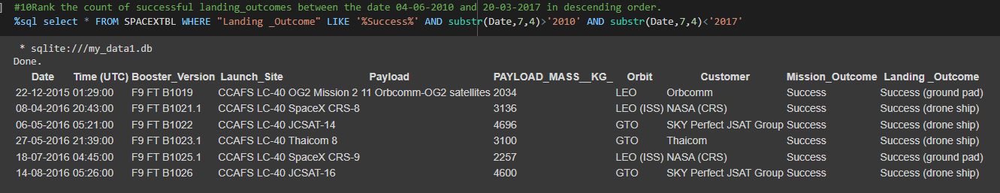 ] #10Rank the count of successful landing_outcomes between the date 04-06-2010 and 20-03-2017 in descending order.
%sql select * FROM SPACEXTBL WHERE "Landing _Outcome" LIKE '%Success%' AND substr(Date,7,4)>'2010' AND substr(Date,7,4)<'2017'
* sqlite:///my_data1.db
Done.
Date Time (UTC) Booster_Version Launch_Site Payload PAYLOAD_MASS__KG_ Orbit Customer Mission_Outcome Landing _Outcome
22-12-2015 01:29:00 F9 FT B1019 CCAFS LC-40 OG2 Mission 2 11 Orbcomm-OG2 satellites 2034 LEO Orbcomm Success Success (ground pad)
08-04-2016 20:43:00 F9 FT B1021.1 CCAFS LC-40 SpaceX CRS-8 3136 LEO (ISS) NASA (CRS) Success Success (drone ship)
06-05-2016 05:21:00 F9 FT B1022 CCAFS LC-40 JCSAT-14 4696 GTO SKY Perfect JSAT Group Success Success (drone ship)
27-05-2016 21:39:00 F9 FT B1023.1 CCAFS LC-40 Thaicom 8 3100 GTO Thaicom Success Success (drone ship)
18-07-2016 04:45:00 F9 FT B1025.1 CCAFS LC-40 SpaceX CRS-9 2257 LEO (ISS) NASA (CRS) Success Success (ground pad)
14-08-2016 05:26:00 F9 FT B1026 CCAFS LC-40 JCSAT-16 4600 GTO SKY Perfect JSAT Group Success Success (drone ship)